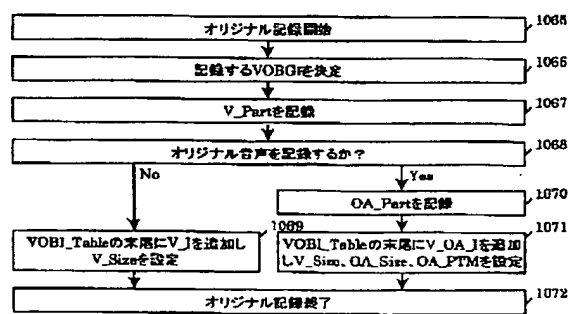 オリジナル記録開始
1065
記録するVOBGIを決定
1066
V_Partを記録
1067
オリジナル音声を記録するか？
1068
No
Yes
OA_Partを記録
1070
VOBI_Tableの末尾にV_Iを追加し
V_Sizeを設定
1069
VOBI_Tableの末尾にV_OA_Iを追加
しV_Size、OA_Size、OA_PTMを設定
1071
オリジナル記録終了
1072